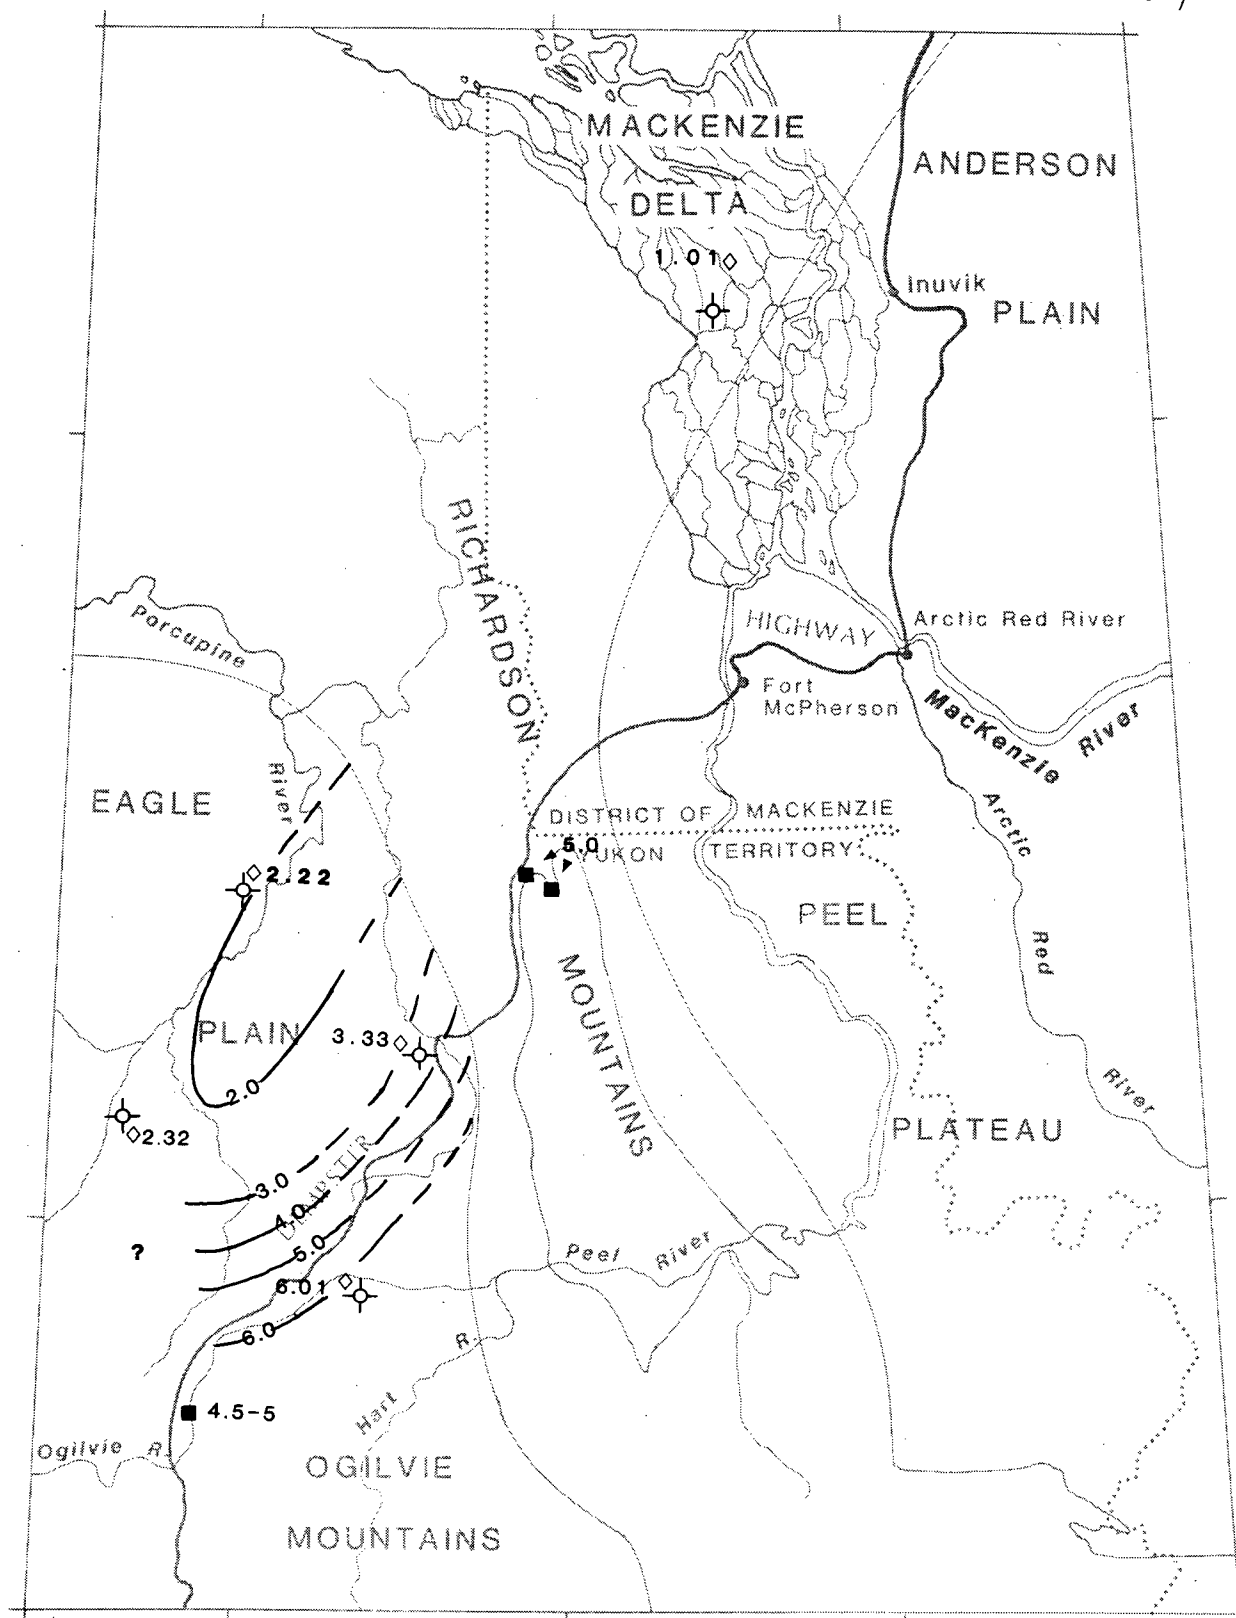 MACKENZIE
DELTA
ANDERSON
PLAIN
1.01
Inuvik
RICHARDSON
Porcupine
River
HIGHWAY
Arctic Red River
Fort
McPherson
MacKenzie
River
EAGLE
PLAIN
DISTRICT OF MACKENZIE
YUKON TERRITORY
5.0
2.22
PEEL
PLATEAU
Arctic
Red
River
MOUNTAINS
3.33
2.0
2.32
3.0
4.0
5.0
?
6.01
6.0
Peel River
R.
Hart
4.5-5
Ogilvie R.
OGILVIE
MOUNTAINS